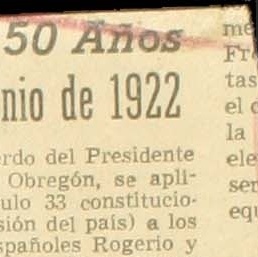 50 Años
nio de 1922
rdo del Presidente
Obregón, se apli-
ulo 33 constitucio-
sión del país) a los
spañoles Rogerio y
me
Fr
tas
el c
la
ele
ser
equ